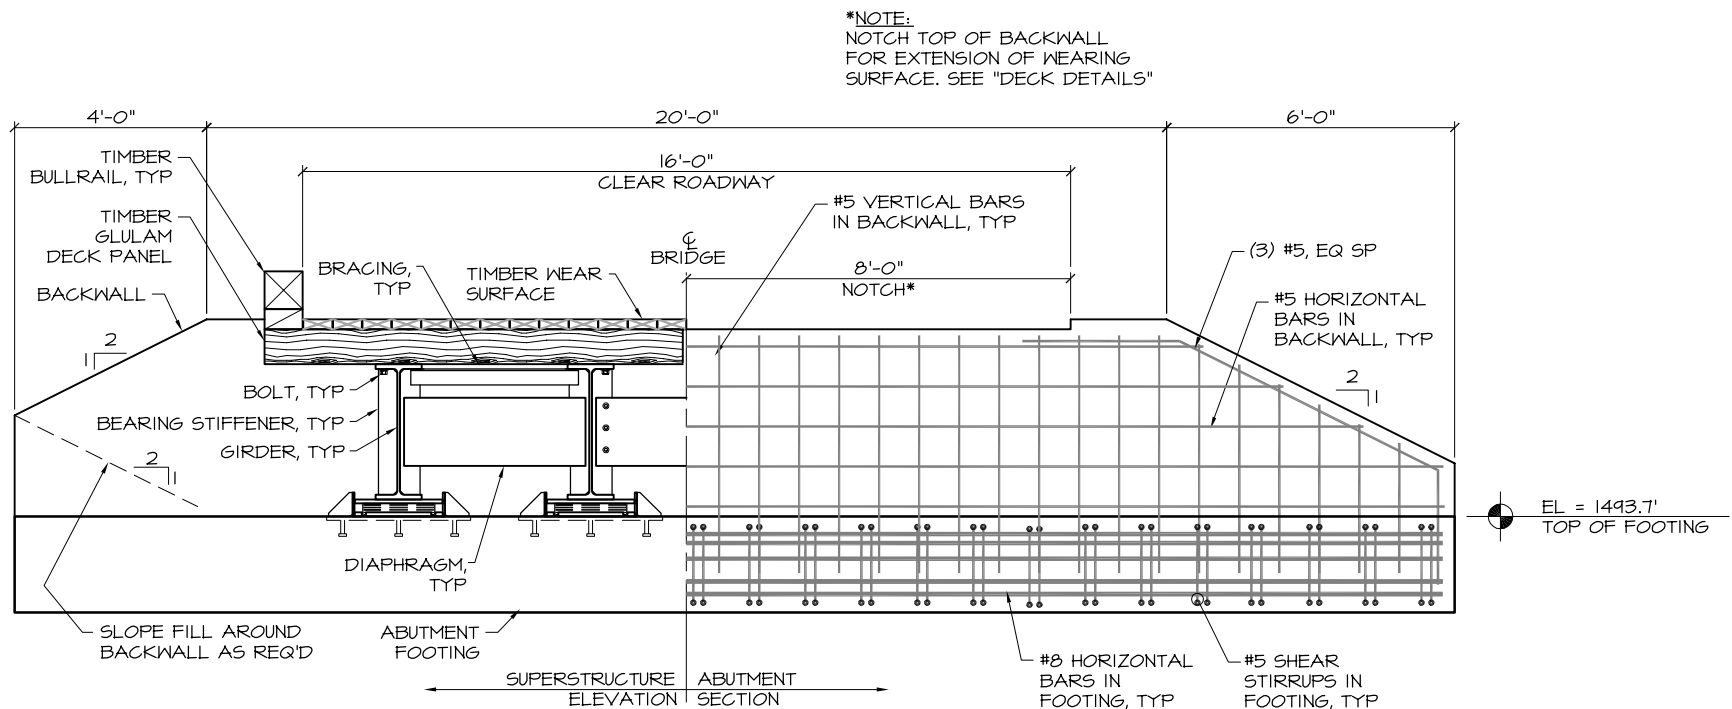 *NOTE:
NOTCH TOP OF BACKWALL
FOR EXTENSION OF WEARING
SURFACE. SEE "DECK DETAILS"
4'-0"
20'-0"
6'-0"
16'-0"
CLEAR ROADWAY
TIMBER
BULLRAIL, TYP
#5 VERTICAL BARS
IN BACKWALL, TYP
TIMBER
GLULAM
DECK PANEL
℄
BRIDGE
(3) #5, EQ SP
BRACING,
TYP
TIMBER WEAR
SURFACE
8'-0"
NOTCH*
BACKWALL
#5 HORIZONTAL
BARS IN
BACKWALL, TYP
2
1
2
1
BOLT, TYP
BEARING STIFFENER, TYP
GIRDER, TYP
2
1
EL = 1493.7'
TOP OF FOOTING
DIAPHRAGM,
TYP
SLOPE FILL AROUND
BACKWALL AS REQ'D
ABUTMENT
FOOTING
#8 HORIZONTAL
BARS IN
FOOTING, TYP
#5 SHEAR
STIRRUPS IN
FOOTING, TYP
SUPERSTRUCTURE
ELEVATION
ABUTMENT
SECTION